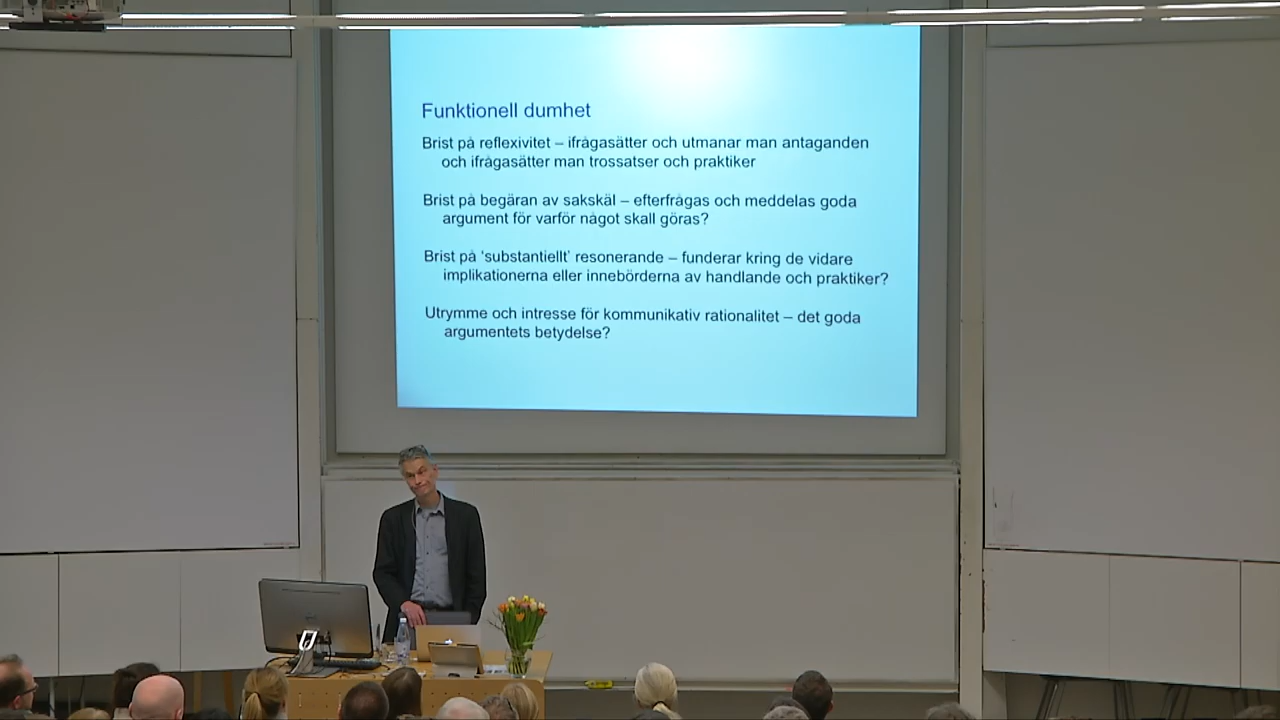 Funktionell dumhet
Brist på reflexivitet – ifrågasätter och utmanar man antaganden
och ifrågasätter man trossatser och praktiker
Brist på begäran av sakskäl – efterfrågas och meddelas goda
argument för varför något skall göras?
Brist på ‘substantiellt’ resonerande – funderar kring de vidare
implikationerna eller innebörderna av handlande och praktiker?
Utrymme och intresse för kommunikativ rationalitet – det goda
argumentets betydelse?